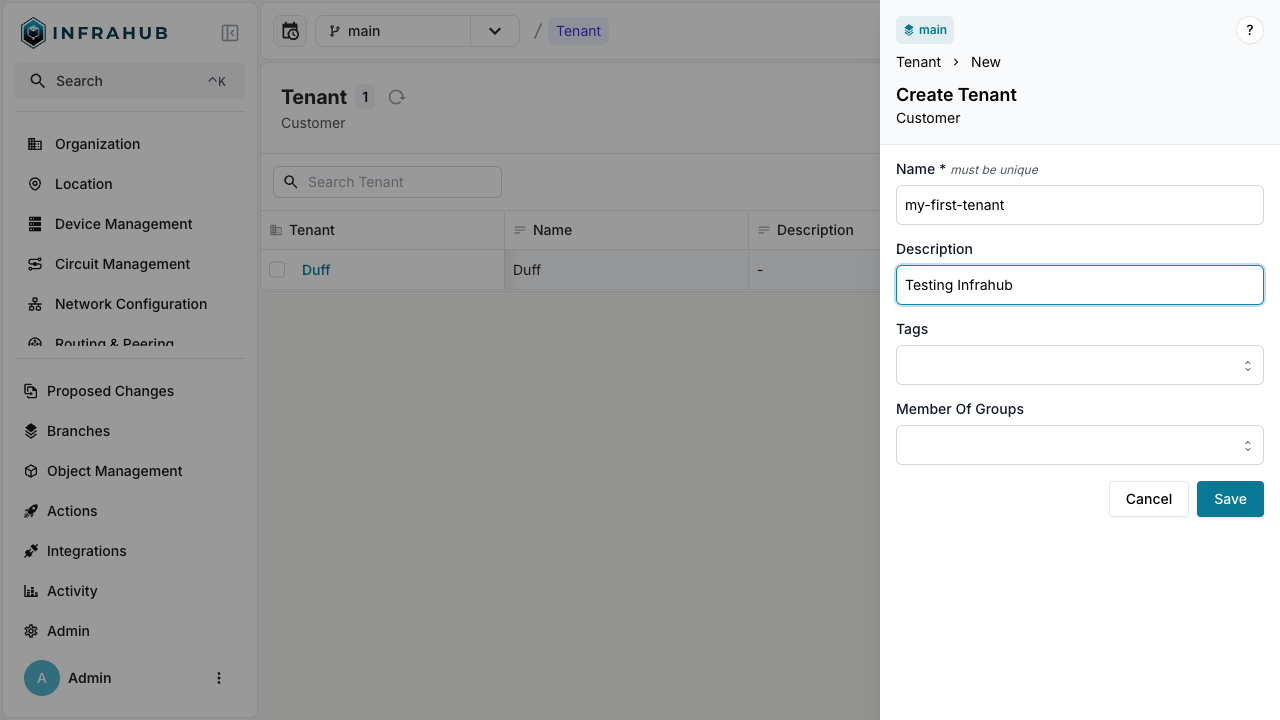 INFRAHUB
Search ^K
Organization
Location
Device Management
Circuit Management
Network Configuration
Routing & Peering
Proposed Changes
Branches
Object Management
Actions
Integrations
Activity
Admin
A Admin
main / Tenant
Tenant 1
Customer
Search Tenant
Tenant Name Description
Duff Duff -
main ?
Tenant > New
Create Tenant
Customer
Name * must be unique
my-first-tenant
Description
Testing Infrahub
Tags
Member Of Groups
Cancel Save